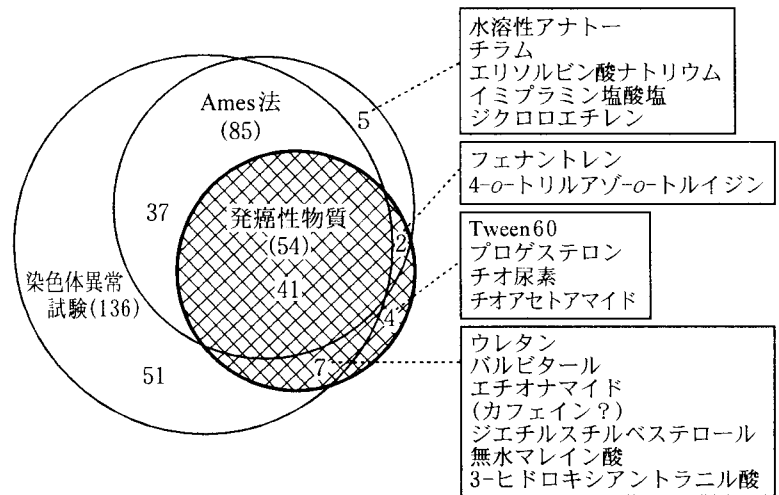 Ames法
(85)
5
37
発癌性物質
(54)
2
41
染色体異常
試験(136)
4
7
51
水溶性アナトー
チラム
エリソルビン酸ナトリウム
イミプラミン塩酸塩
ジクロロエチレン
フェナントレン
4-o-トリルアゾ-o-トルイジン
Tween60
プロゲステロン
チオ尿素
チオアセトアマイド
ウレタン
バルビタール
エチオナマイド
(カフェイン?)
ジエチルスチルベステロール
無水マレイン酸
3-ヒドロキシアントラニル酸